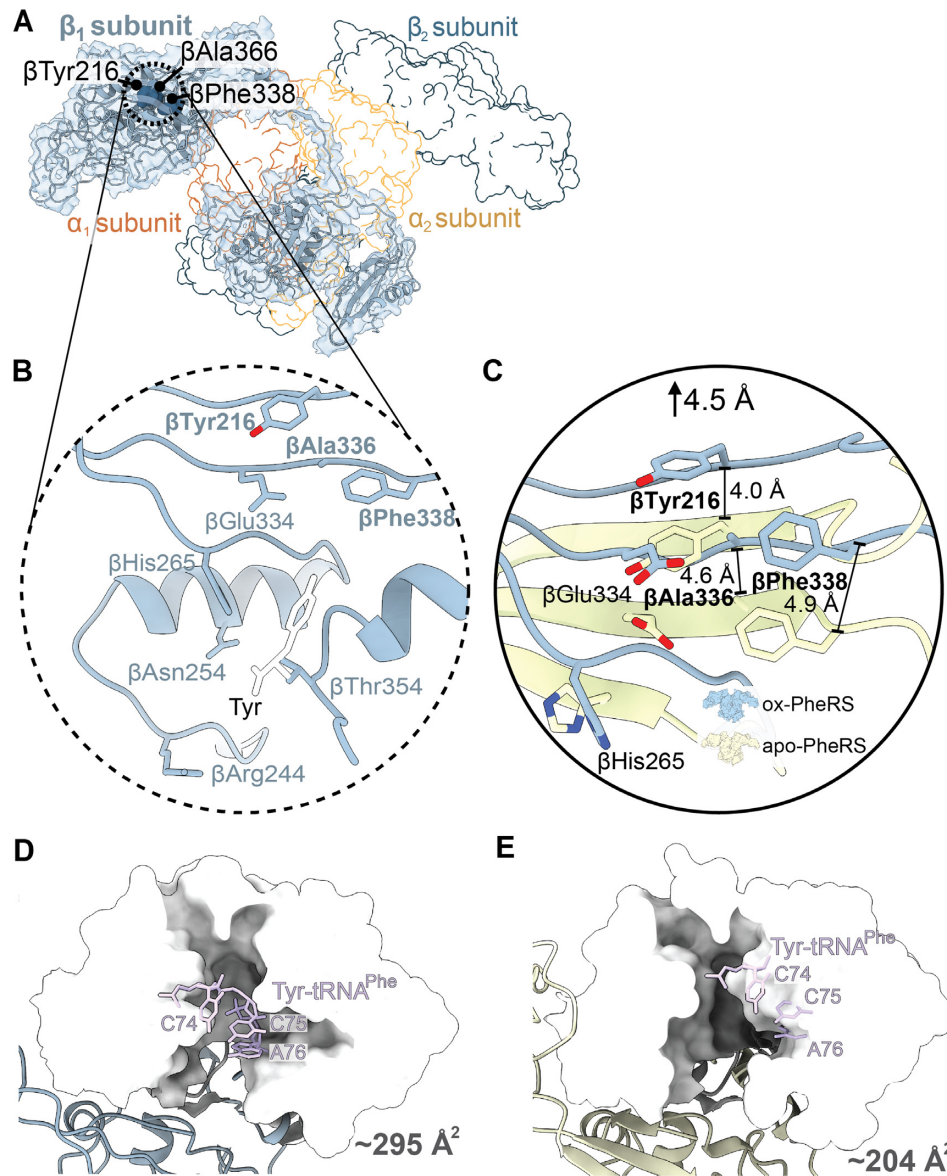 A
β₁ subunit
βTyr216
βAla366
βPhe338
β₂ subunit
α₁ subunit
α₂ subunit
B
βTyr216
βAla336
βGlu334
βPhe338
βHis265
βAsn254
Tyr
βThr354
βArg244
C
4.5 Å
βTyr216
4.0 Å
βGlu334
4.6 Å
βAla336
βPhe338
4.9 Å
βHis265
ox-PheRS
apo-PheRS
D
Tyr-tRNAᴾʰᵉ
C74
C75
A76
~295 Å²
E
Tyr-tRNAᴾʰᵉ
C74
C75
A76
~204 Å²